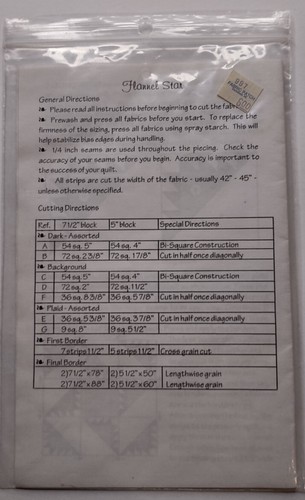 Flannel Star
General Directions
Please read all instructions before beginning to cut the
Prewash and press all fabrics before you start. To replace the
firmness of the sizing, press all fabrics using spray starch. This will
help stabilize bias edges during handling.
1/4 inch seams are used throughout the piecing. Check the
accuracy of your seams before you begin. Accuracy is important to
the success of your quilt.
All strips are cut the width of the fabric - usually 42" - 45" -
unless otherwise specified.
Cutting Directions
Ref. 7 1/2" block 5" block Special Directions
Dark - Assorted
A 54 sq. 5" 54 sq. 4" Bi-Square Construction
B 72 sq. 2 3/8" 72 sq. 1 7/8" Cut in half once diagonally
Background
C 54 sq. 5" 54 sq. 4" Bi-Square Construction
D 72 sq. 2" 72 sq. 1 1/2"
F 36 sq. 8 3/8" 36 sq. 5 7/8" Cut in half once diagonally
Plaid - Assorted
E 36 sq. 5 3/8" 36 sq. 3 7/8" Cut in half once diagonally
G 9 sq. 8" 9 sq. 5 1/2"
First Border
7 strips 1 1/2" 5 strips 1 1/2" Cross grain cut
Final Border
2) 7 1/2" x 78" 2) 5 1/2" x 50" Lengthwise grain
2) 7 1/2" x 88" 2) 5 1/2" x 60" Lengthwise grain